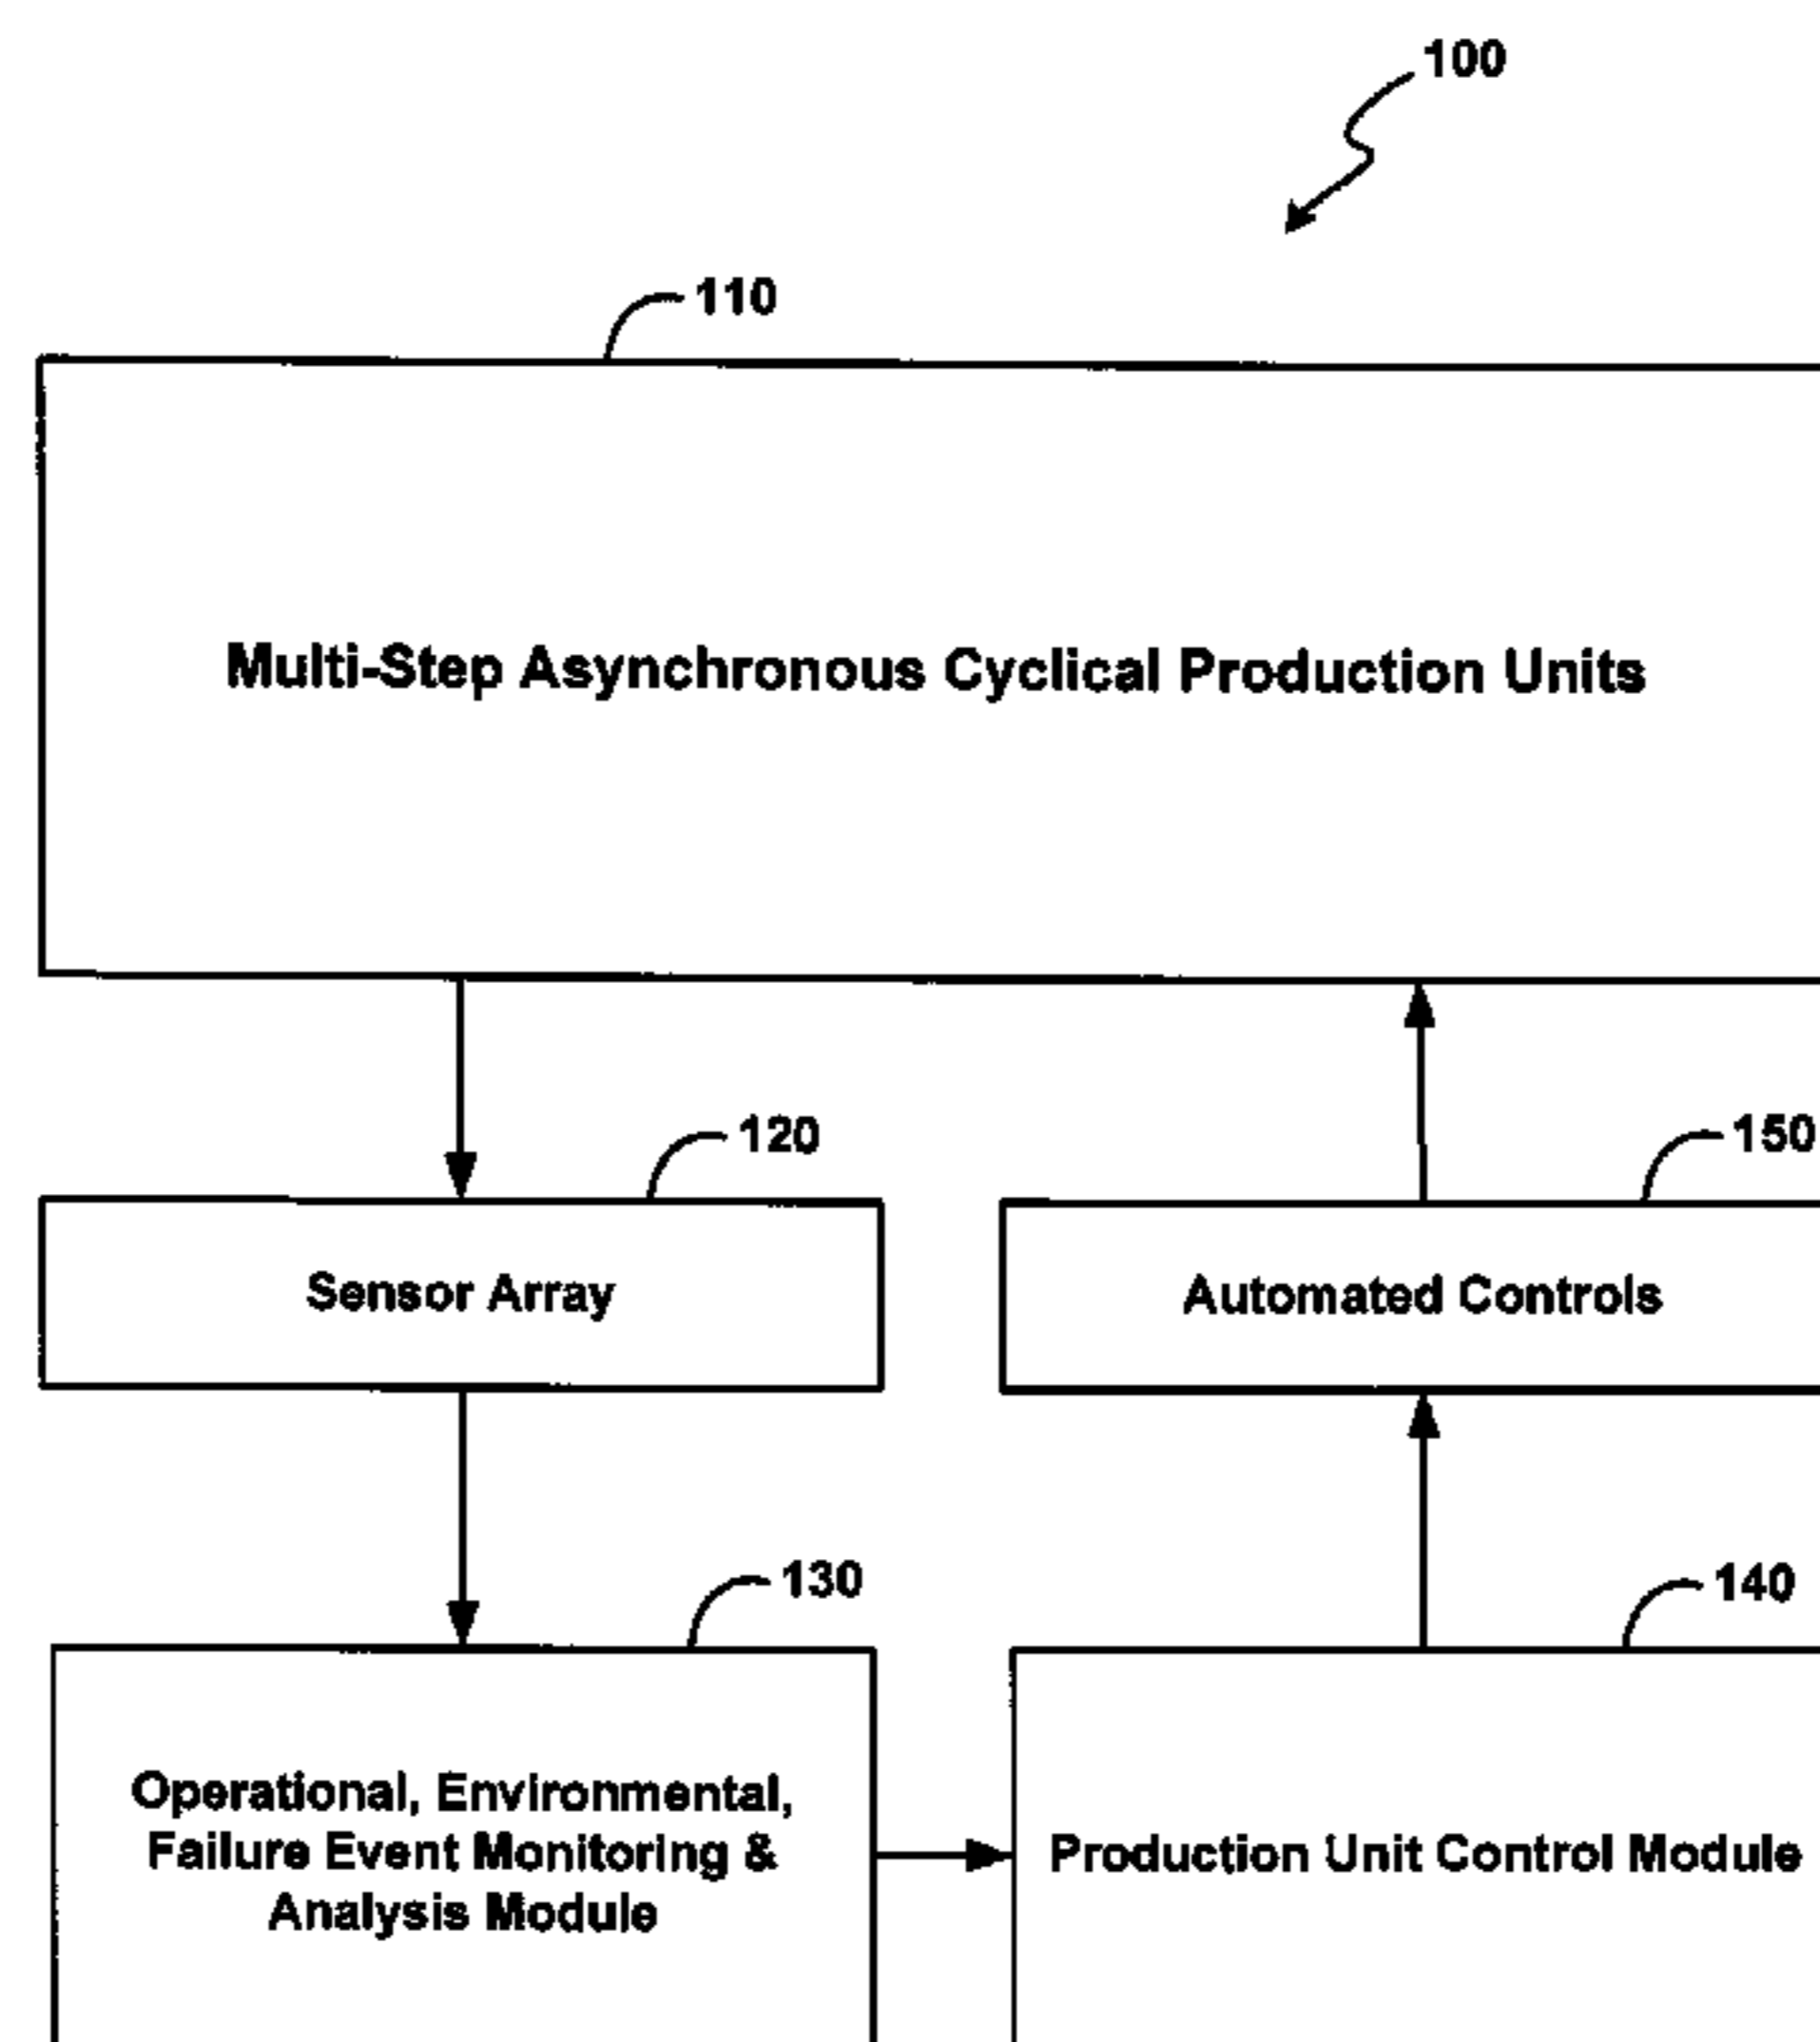 100
110
Multi-Step Asynchronous Cyclical Production Units
120
150
Sensor Array
Automated Controls
130
140
Operational, Environmental,
Failure Event Monitoring &
Analysis Module
Production Unit Control Module